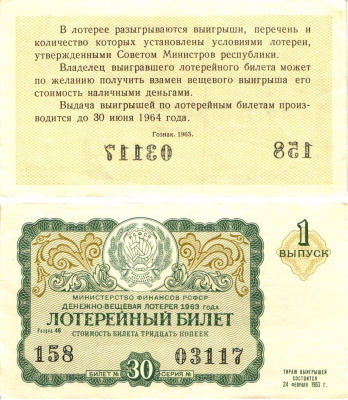 В лотерее разыгрываются выигрыши, перечень и
количество которых установлены условиями лотереи,
утвержденными Советом Министров республики.
Владелец выигравшего лотерейного билета может
по желанию получить взамен вещевого выигрыша его
стоимость наличными деньгами.
Выдача выигрышей по лотерейным билетам произ-
водится до 30 июня 1964 года.
Гознак. 1963.
03117 158
1
ВЫПУСК
МИНИСТЕРСТВО ФИНАНСОВ РСФСР
ДЕНЕЖНО-ВЕЩЕВАЯ ЛОТЕРЕЯ 1963 ГОДА
ЛОТЕРЕЙНЫЙ БИЛЕТ
Разряд 46 СТОИМОСТЬ БИЛЕТА ТРИДЦАТЬ КОПЕЕК
158 03117
БИЛЕТ № 30 СЕРИЯ №
ТИРАЖ ВЫИГРЫШЕЙ
СОСТОИТСЯ
24 ФЕВРАЛЯ 1963 Г.